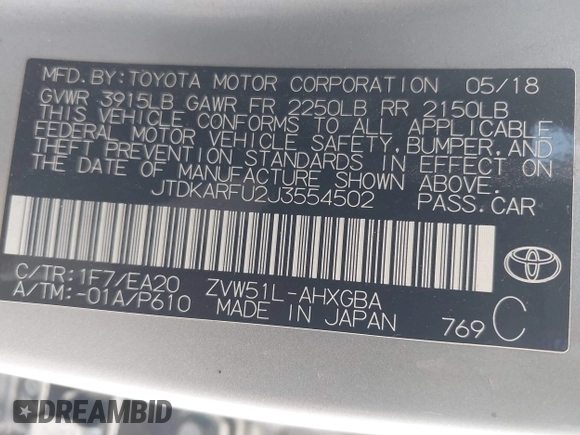 MFD.BY:TOYOTA MOTOR CORPORATION 05/18
GVWR 3915LB GAWR FR 2250LB RR 2150LB
THIS VEHICLE CONFORMS TO ALL APPLICABLE
FEDERAL MOTOR VEHICLE SAFETY,BUMPER,AND
THEFT PREVENTION STANDARDS IN EFFECT ON
THE DATE OF MANUFACTURE SHOWN ABOVE.
JTDKARFU2J3554502 PASS.CAR
C/TR:1F7/EA20 ZVW51L-AHXGBA
A/TM:-01A/P610 MADE IN JAPAN 769 C
TOYOTA
DREAMBID